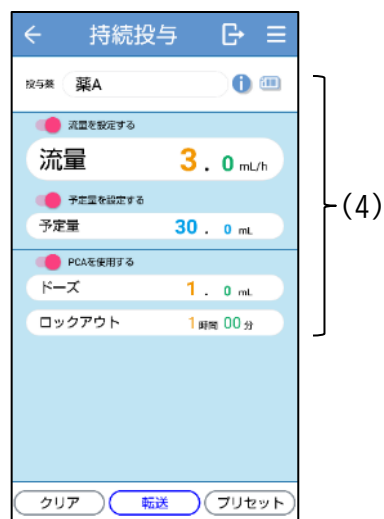 持続投与
投与薬 薬A
流量を設定する
流量 3.0 mL/h
予定量を設定する
予定量 30.0 mL
PCAを使用する
ドーズ 1.0 mL
ロックアウト 1時間00分
クリア 転送 プリセット
(4)